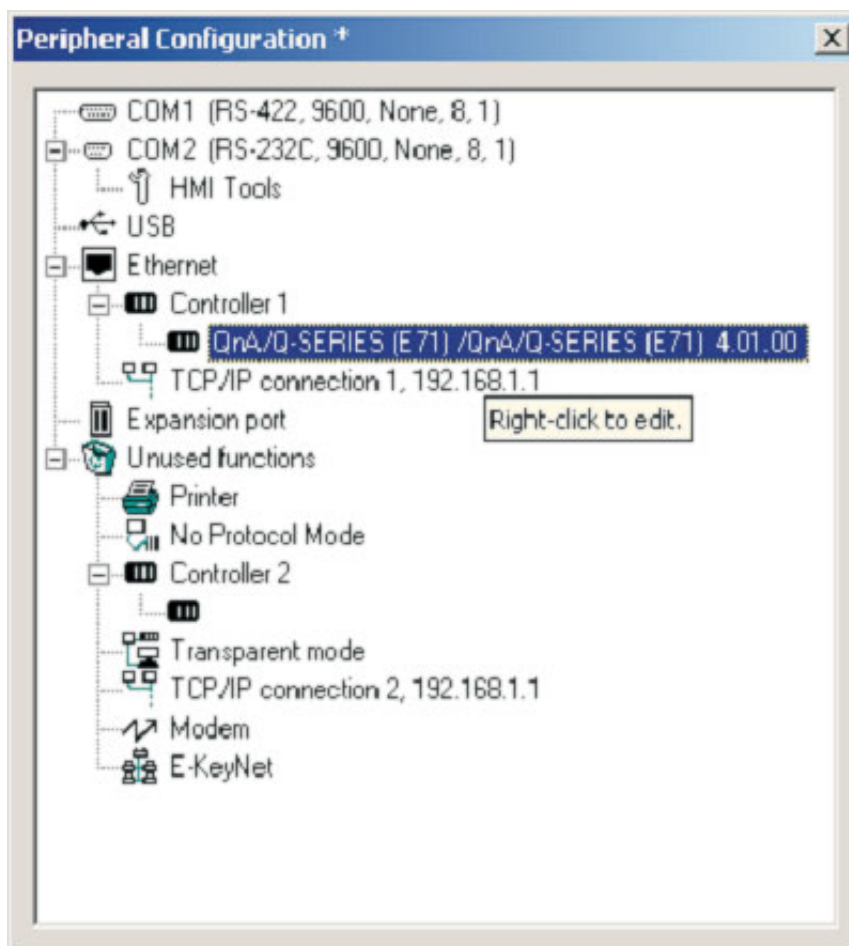 Peripheral Configuration *
COM1 (RS-422, 9600, None, 8, 1)
COM2 (RS-232C, 9600, None, 8, 1)
HMI Tools
USB
Ethernet
Controller 1
QnA/Q-SERIES (E71) /QnA/Q-SERIES (E71) 4.01.00
TCP/IP connection 1, 192.168.1.1
Right-click to edit.
Expansion port
Unused functions
Printer
No Protocol Mode
Controller 2
Transparent mode
TCP/IP connection 2, 192.168.1.1
Modem
E-KeyNet